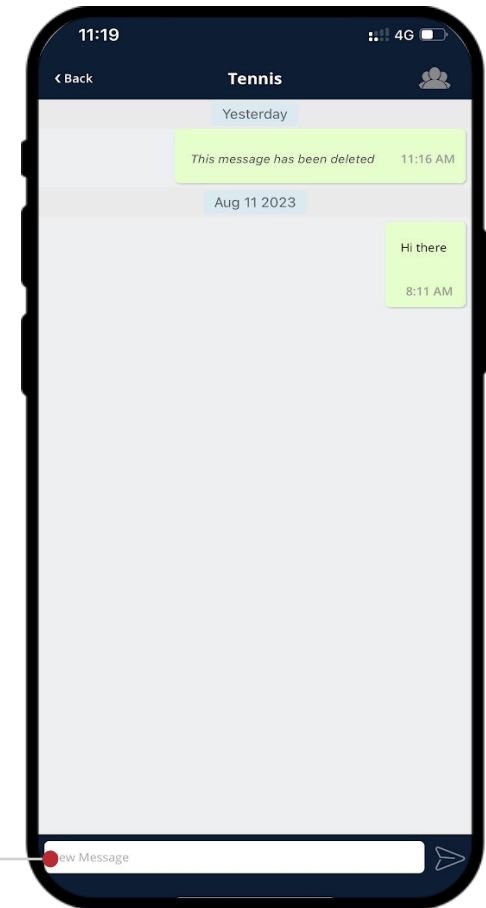 11:19 4G
Back Tennis
Yesterday
This message has been deleted 11:16 AM
Aug 11 2023
Hi there
8:11 AM
ew Message